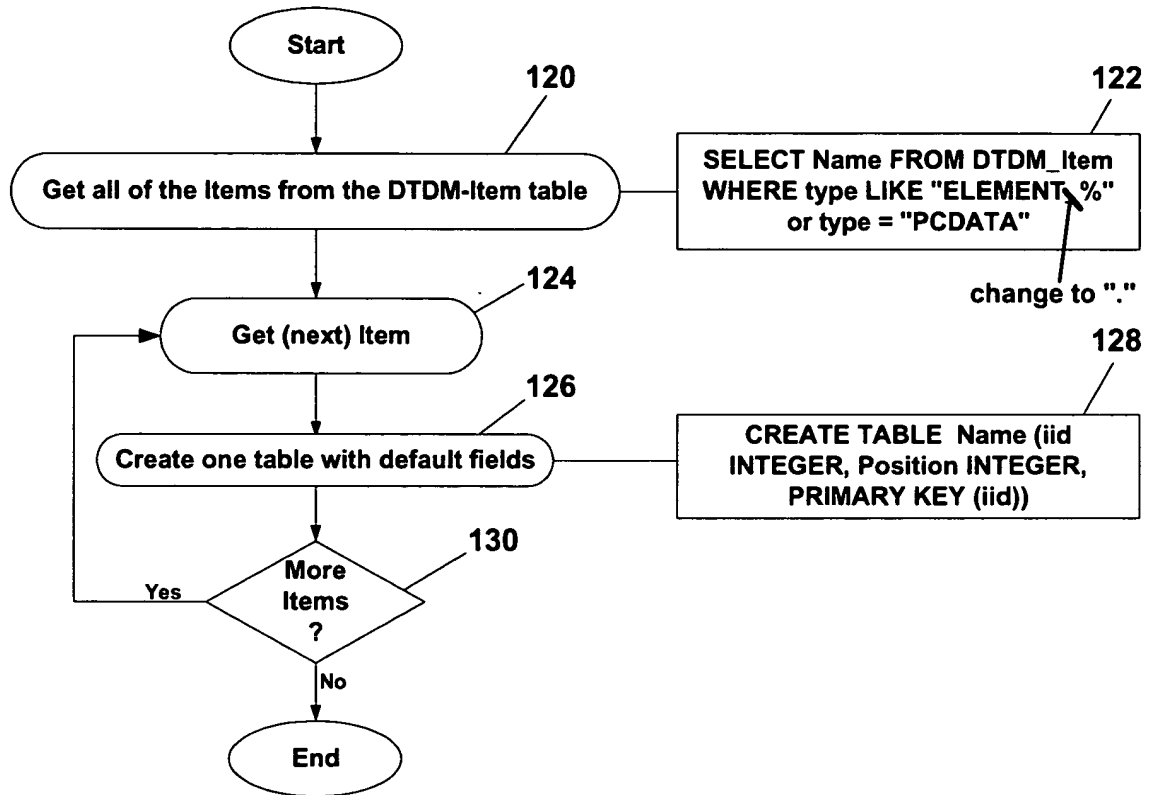 Start
120
122
Get all of the Items from the DTDM-Item table
SELECT Name FROM DTDM_Item
WHERE type LIKE "ELEMENT_%"
or type = "PCDATA"
change to "."
124
Get (next) Item
128
126
Create one table with default fields
CREATE TABLE Name (iid
INTEGER, Position INTEGER,
PRIMARY KEY (iid))
130
More
Items
?
Yes
No
End